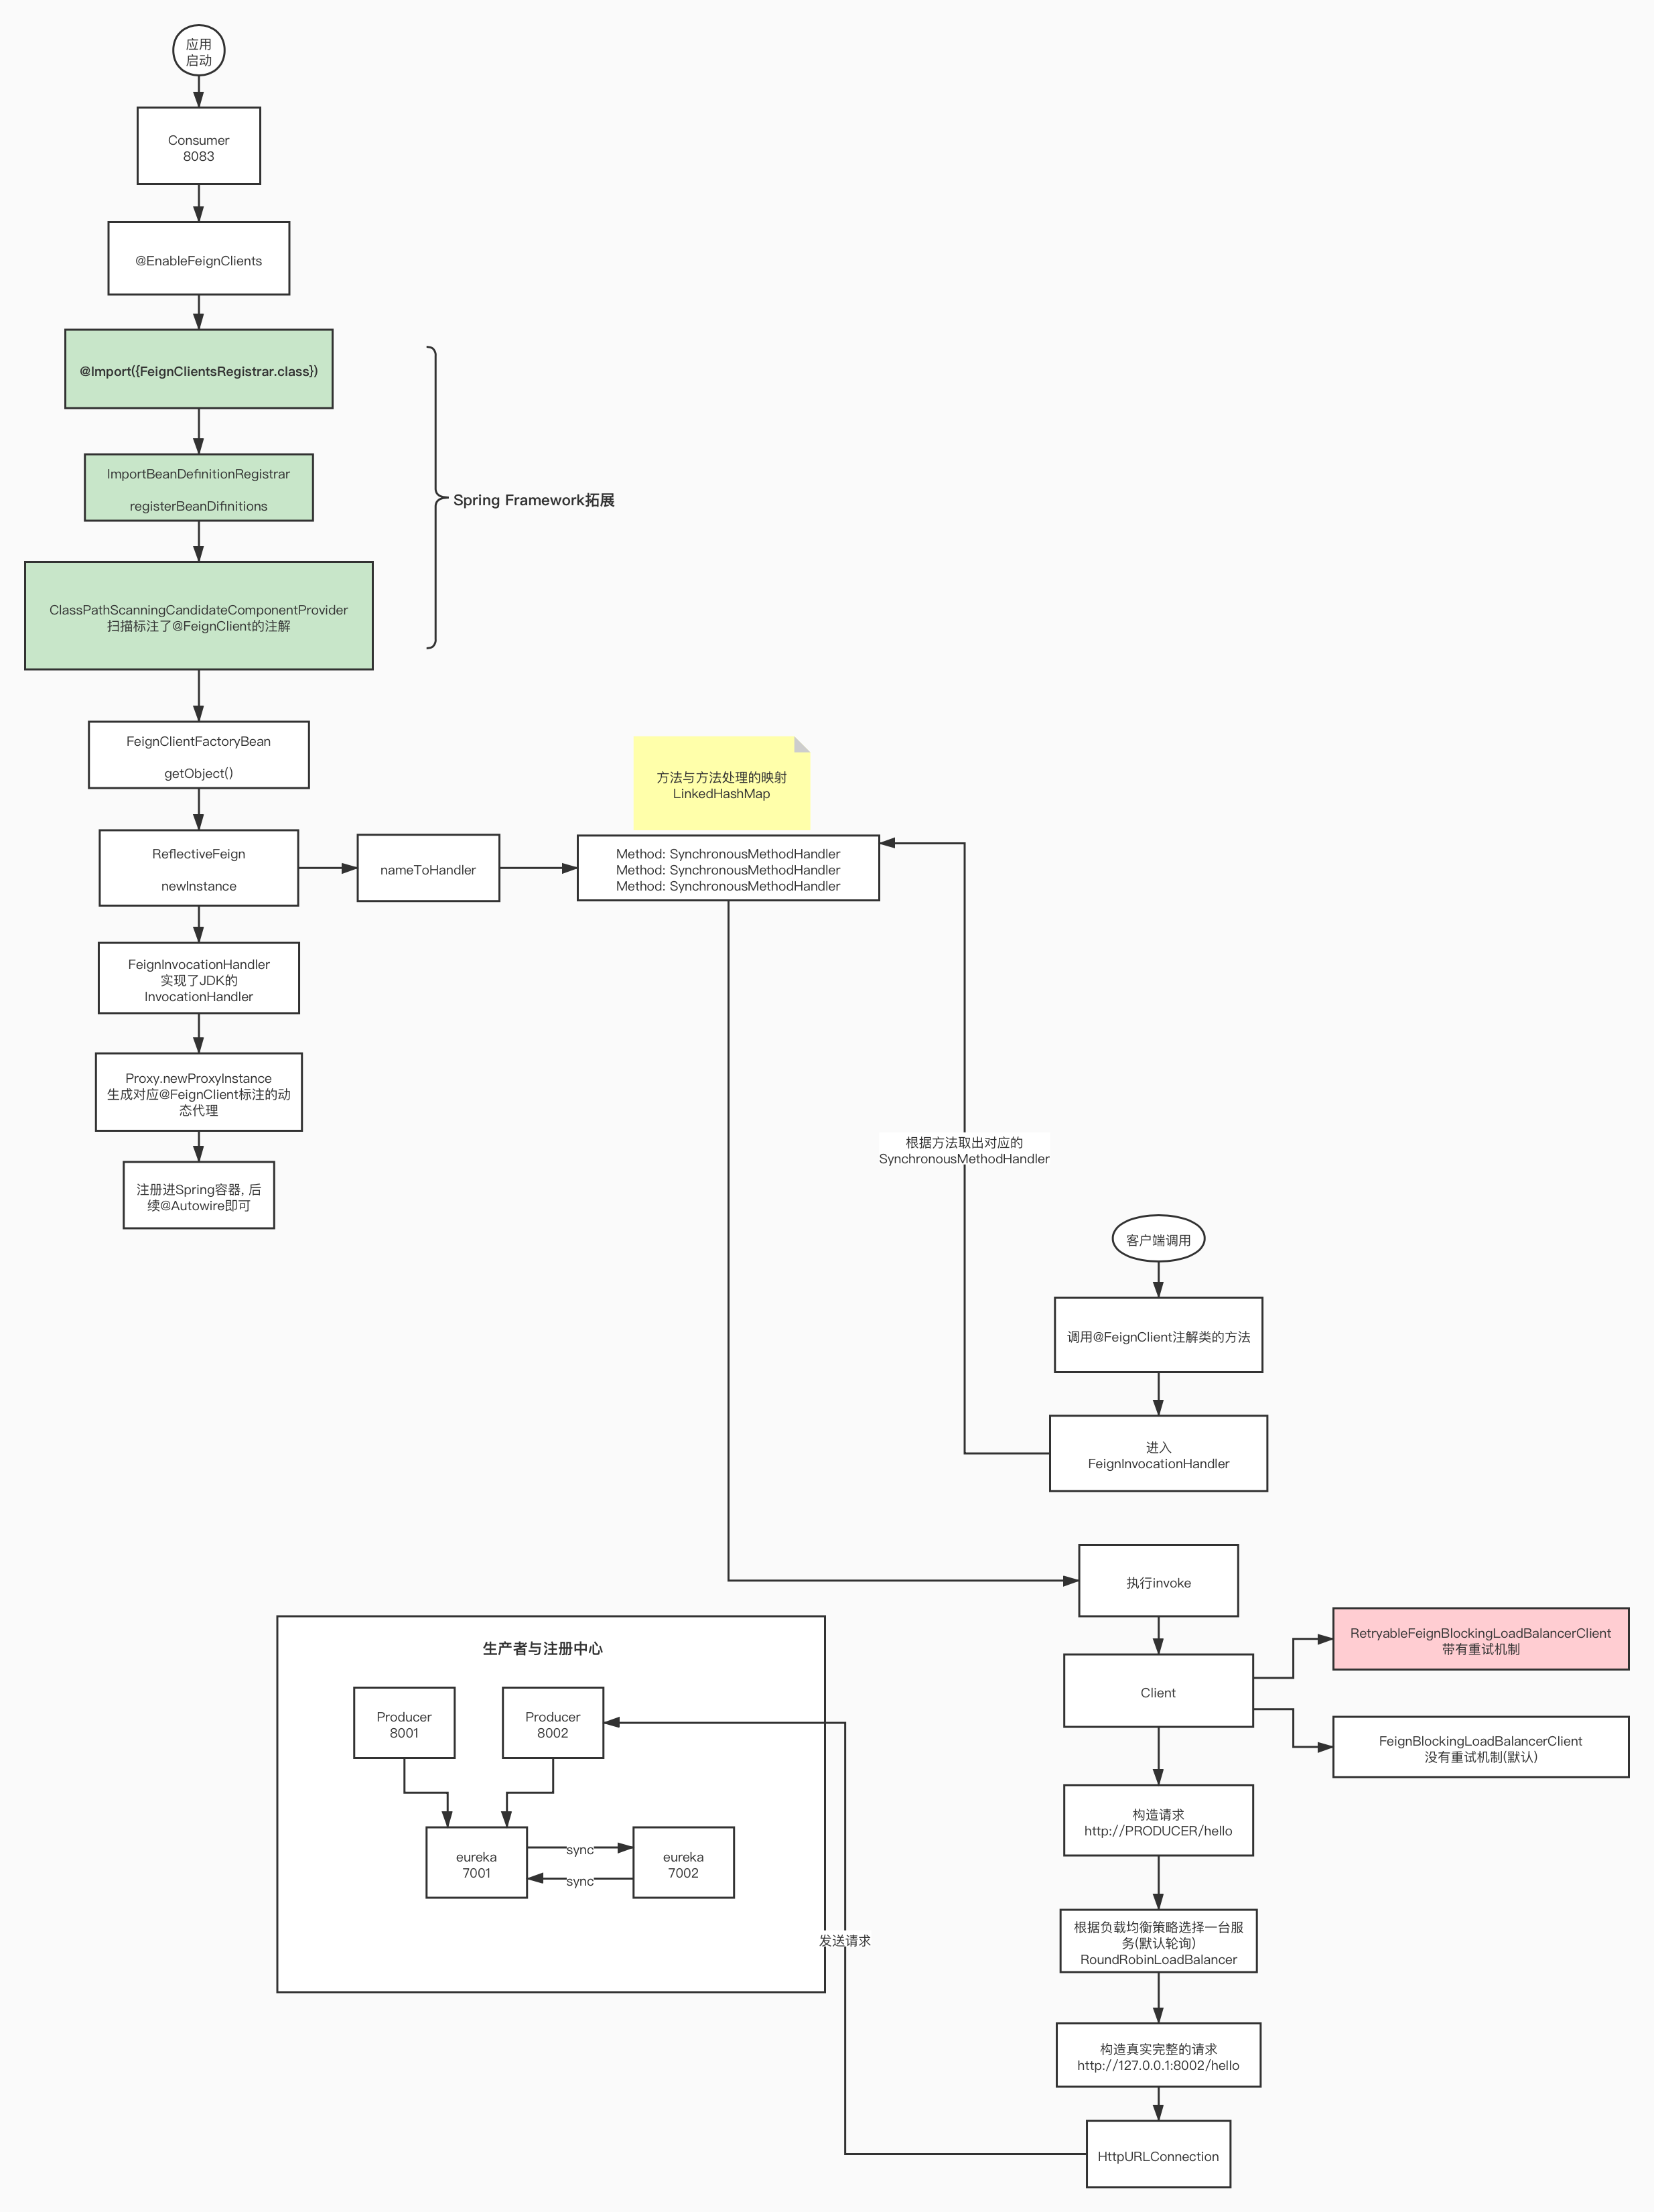 应用
启动
Consumer
8083
@EnableFeignClients
@Import({FeignClientsRegistrar.class})
ImportBeanDefinitionRegistrar
registerBeanDifinitions
Spring Framework拓展
ClassPathScanningCandidateComponentProvider
扫描标注了@FeignClient的注解
FeignClientFactoryBean
getObject()
方法与方法处理的映射
LinkedHashMap
ReflectiveFeign
newInstance
nameToHandler
Method: SynchronousMethodHandler
Method: SynchronousMethodHandler
Method: SynchronousMethodHandler
FeignInvocationHandler
实现了JDK的
InvocationHandler
Proxy.newProxyInstance
生成对应@FeignClient标注的动
态代理
注册进Spring容器, 后
续@Autowire即可
根据方法取出对应的
SynchronousMethodHandler
客户端调用
调用@FeignClient注解类的方法
进入
FeignInvocationHandler
执行invoke
Client
RetryableFeignBlockingLoadBalancerClient
带有重试机制
FeignBlockingLoadBalancerClient
没有重试机制(默认)
构造请求
http://PRODUCER/hello
根据负载均衡策略选择一台服
务(默认轮询)
RoundRobinLoadBalancer
构造真实完整的请求
http://127.0.0.1:8002/hello
HttpURLConnection
发送请求
生产者与注册中心
Producer
8001
Producer
8002
eureka
7001
sync
sync
eureka
7002